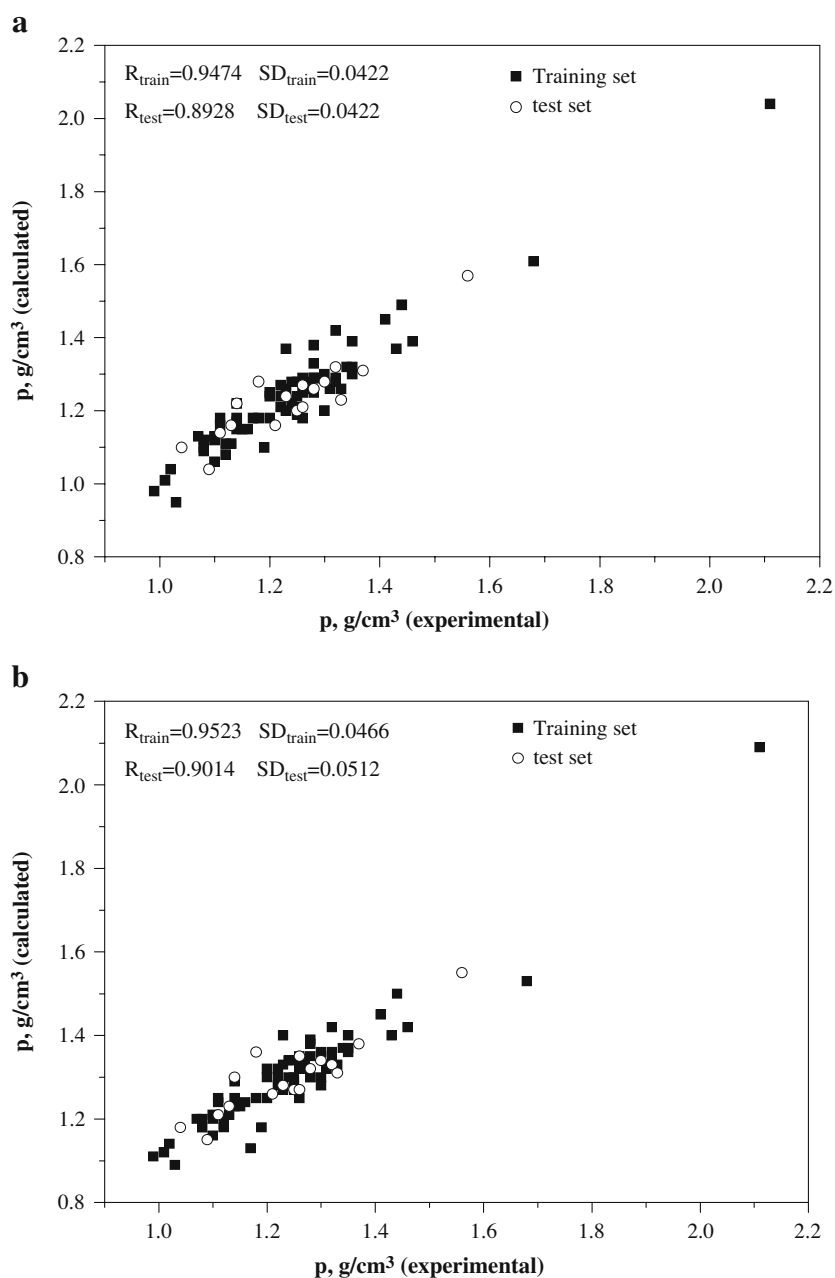 a
2.2
2.0
1.8
1.6
1.4
1.2
1.0
0.8
p, g/cm³ (calculated)
R_train=0.9474 SD_train=0.0422
R_test=0.8928 SD_test=0.0422
Training set
test set
1.0 1.2 1.4 1.6 1.8 2.0 2.2
p, g/cm³ (experimental)
b
2.2
2.0
1.8
1.6
1.4
1.2
1.0
0.8
p, g/cm³ (calculated)
R_train=0.9523 SD_train=0.0466
R_test=0.9014 SD_test=0.0512
Training set
test set
1.0 1.2 1.4 1.6 1.8 2.0 2.2
p, g/cm³ (experimental)